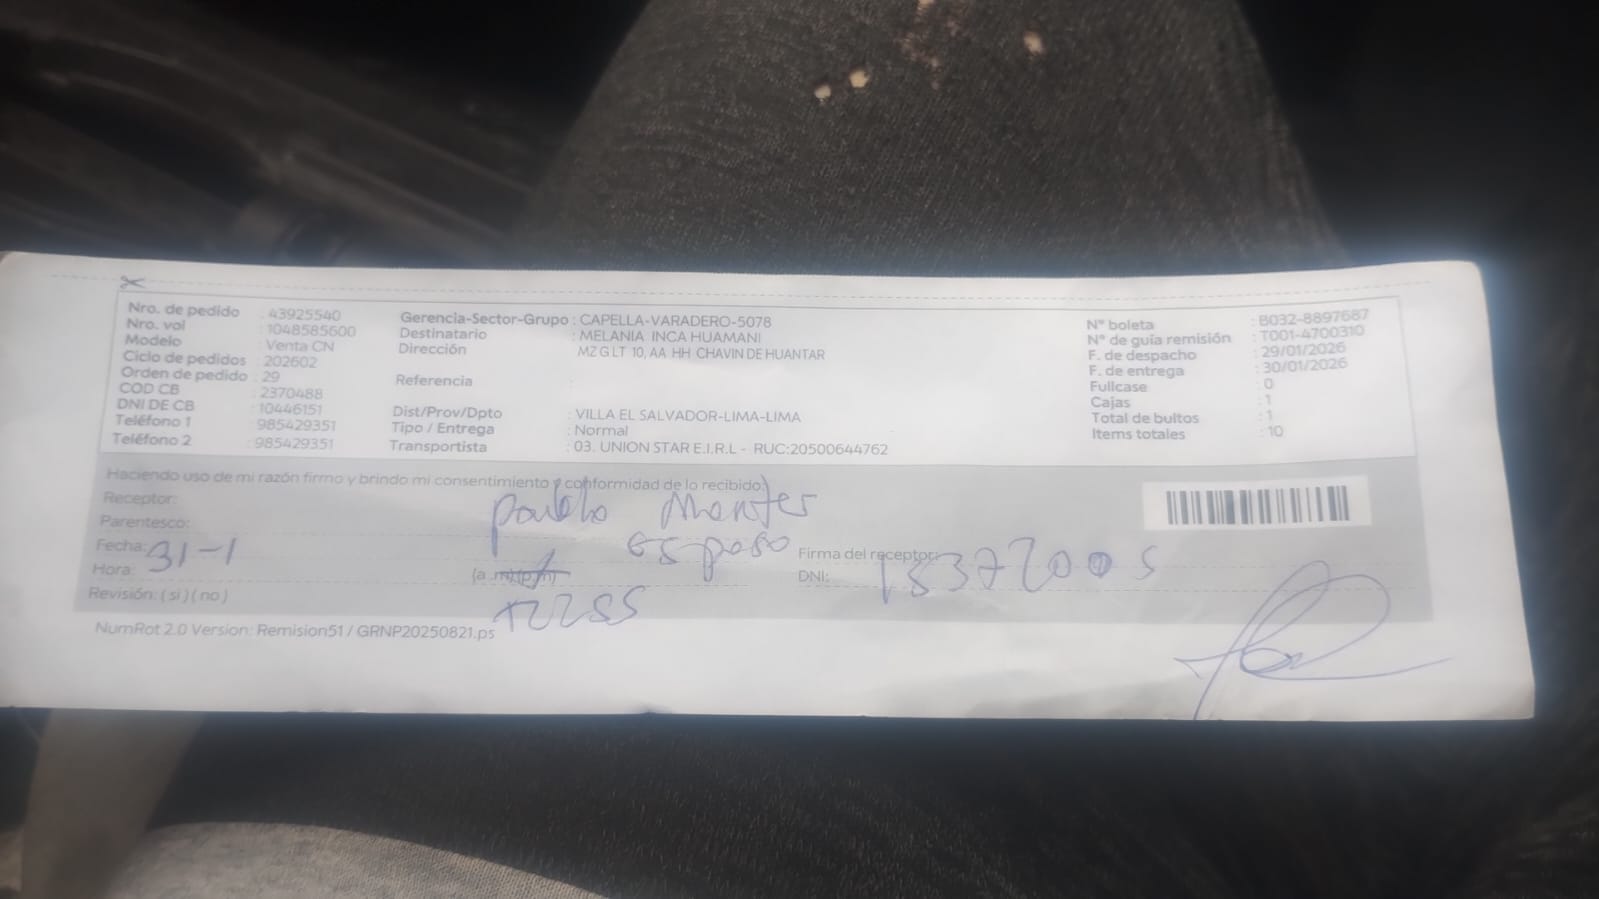 Nro. de pedido : 43925540
Nro. vol : 1048585600
Modelo : Venta CN
Ciclo de pedidos : 202602
Orden de pedido : 29
COD CB : 2370488
DNI DE CB : 10446151
Teléfono 1 : 985429351
Teléfono 2 : 985429351
Gerencia-Sector-Grupo : CAPELLA-VARADERO-5078
Destinatario : MELANIA INCA HUAMANI
Dirección MZ G LT 10, AA HH CHAVIN DE HUANTAR
Referencia :
Dist/Prov/Dpto : VILLA EL SALVADOR-LIMA-LIMA
Tipo / Entrega : Normal
Transportista : 03. UNION STAR E.I.R.L - RUC:20500644762
N° boleta : B032-8897687
N° de guía remisión : T001-4700310
F. de despacho : 29/01/2026
F. de entrega : 30/01/2026
Fullcase : 0
Cajas : 1
Total de bultos : 1
Items totales : 10
Haciendo uso de mi razón firmo y brindo mi consentimiento y conformidad de lo recibido:
Receptor:
Parentesco: esposo
Fecha: 31-1
Hora: (a.m)(p.m)
Revisión: ( si ) ( no )
Firma del receptor:
DNI:
NumRot 2.0 Version: Remision51 / GRNP20250821.ps